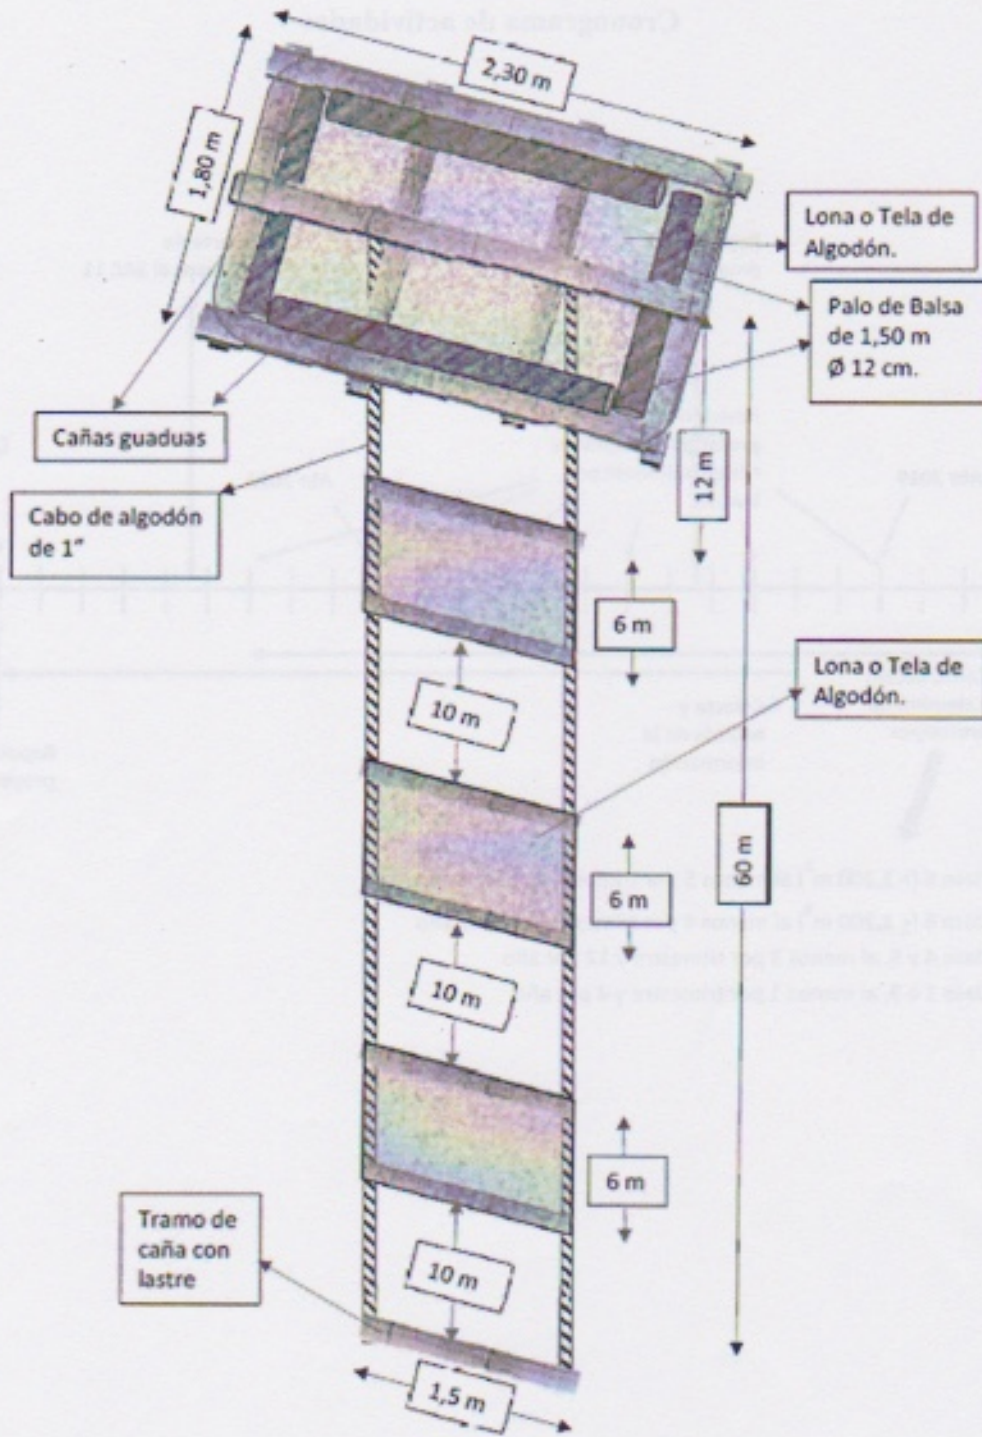 2,30 m
1,80 m
Lona o Tela de
Algodón.
Palo de Balsa
de 1,50 m
Ø 12 cm.
Cañas guaduas
12 m
Cabo de algodón
de 1”
6 m
Lona o Tela de
Algodón.
10 m
60 m
6 m
10 m
6 m
Tramo de
caña con
lastre
10 m
1,5 m